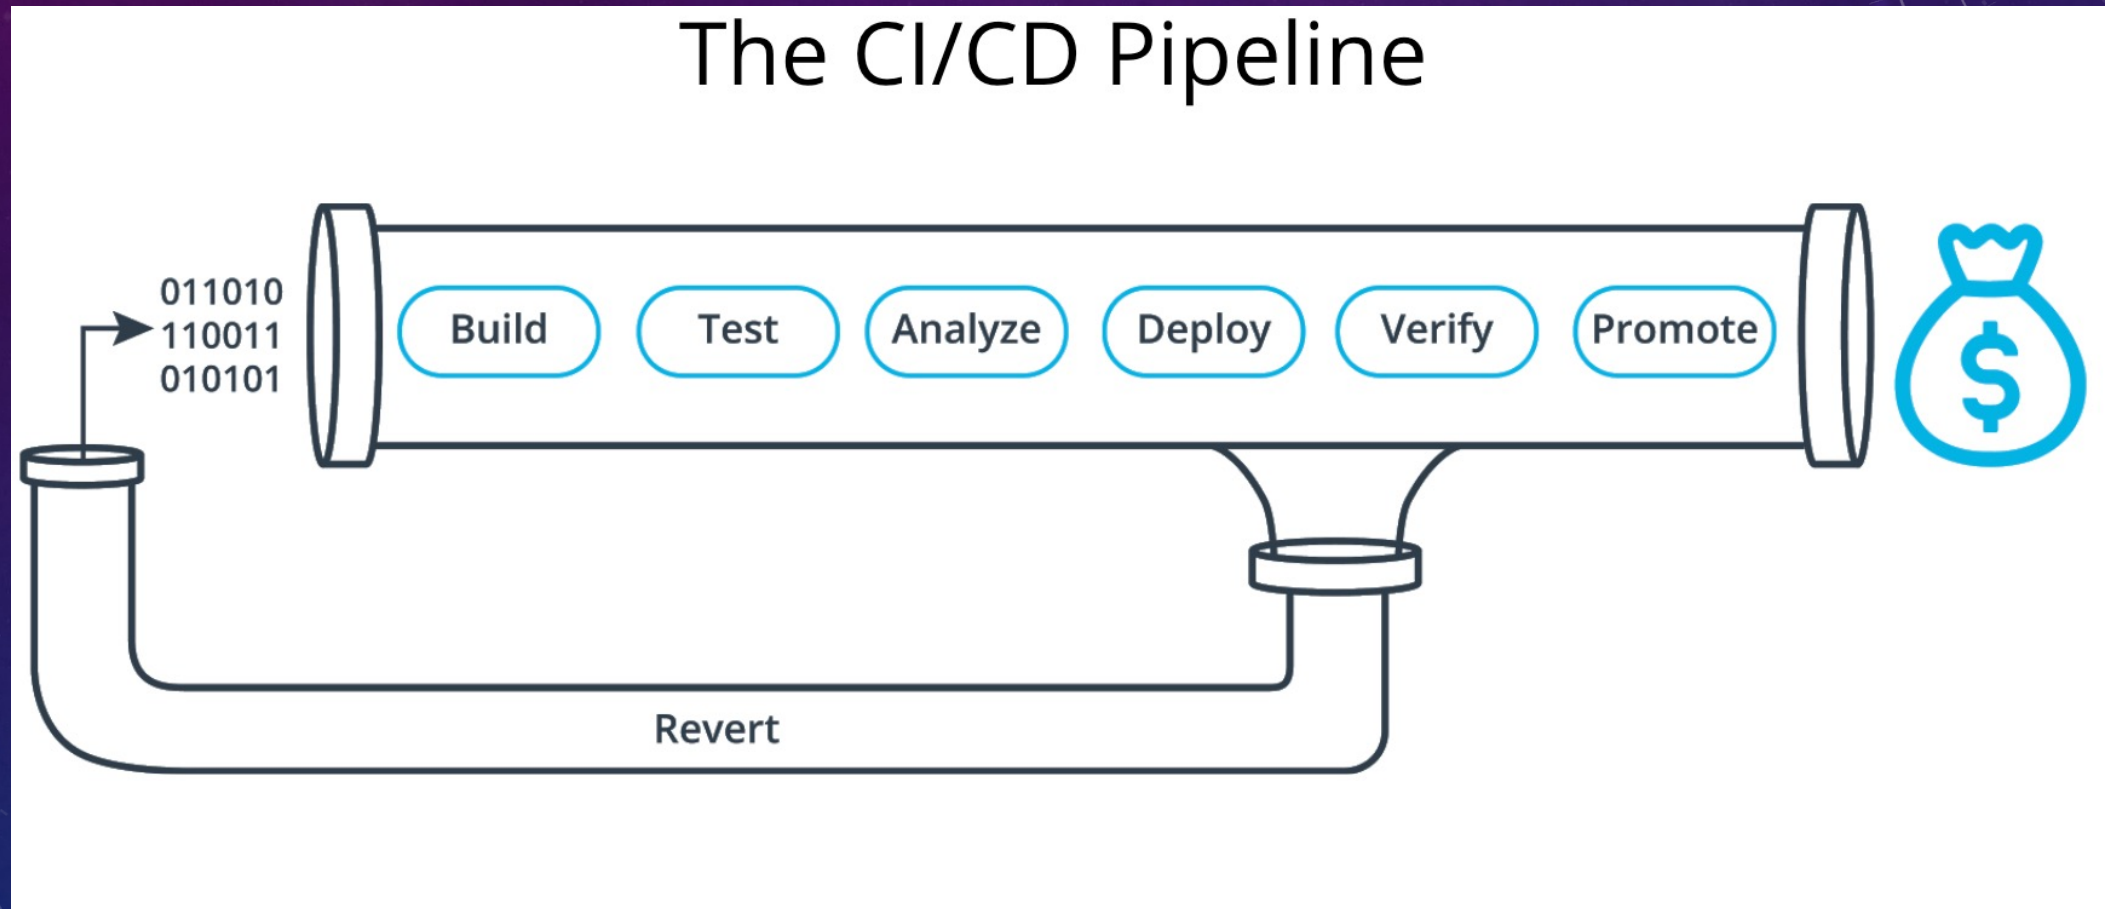 The CI/CD Pipeline
011010
110011
010101
Build
Test
Analyze
Deploy
Verify
Promote
$
Revert